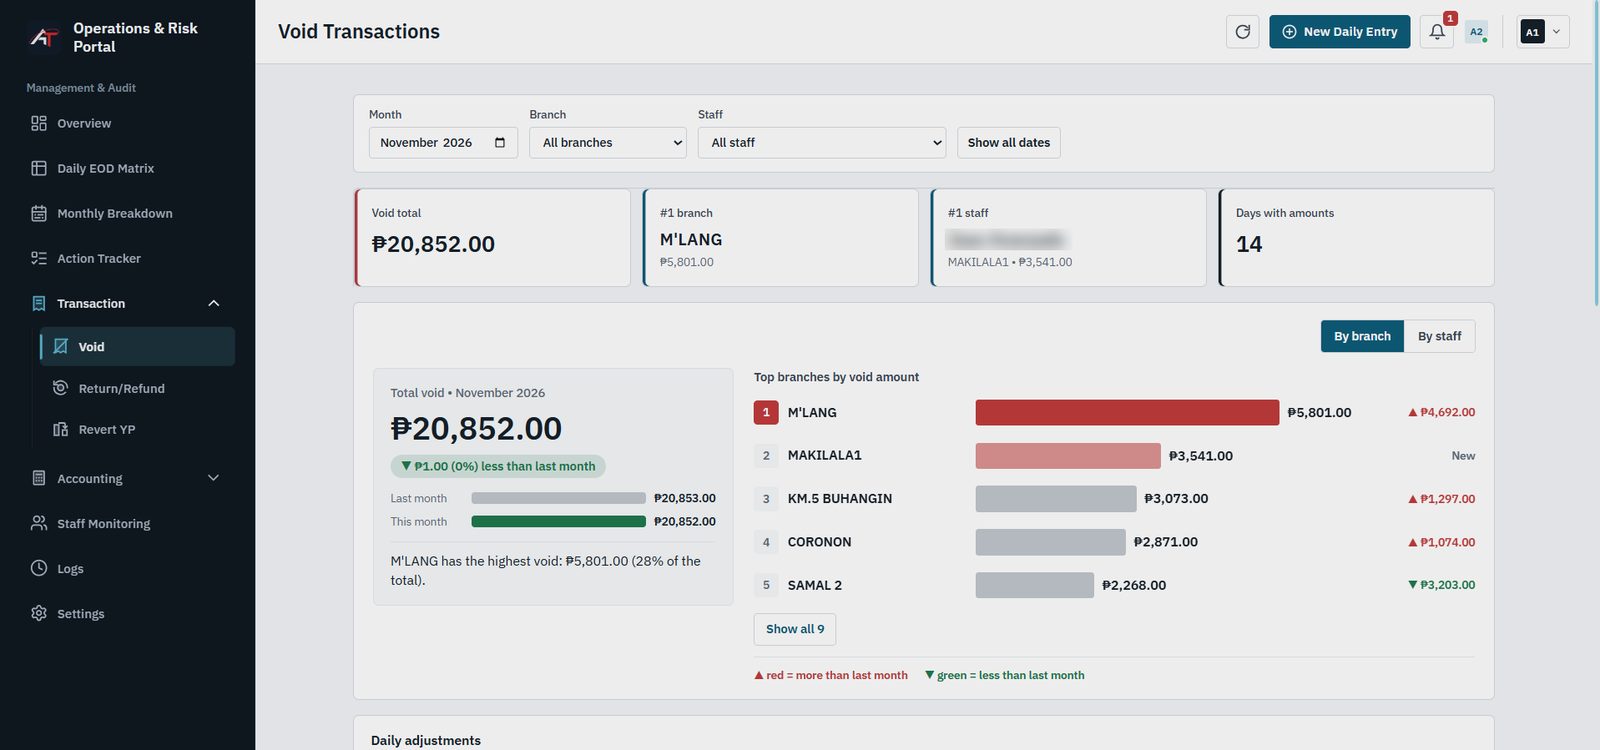 Operations & Risk
Portal
Management & Audit
Overview
Daily EOD Matrix
Monthly Breakdown
Action Tracker
Transaction
Void
Return/Refund
Revert YP
Accounting
Staff Monitoring
Logs
Settings
Void Transactions
New Daily Entry
1
A2
A1
Month
Branch
Staff
November 2026
All branches
All staff
Show all dates
Void total
₱20,852.00
#1 branch
M'LANG
₱5,801.00
#1 staff
MAKILALA1 • ₱3,541.00
Days with amounts
14
By branch
By staff
Total void • November 2026
₱20,852.00
▼ ₱1.00 (0%) less than last month
Last month ₱20,853.00
This month ₱20,852.00
M'LANG has the highest void: ₱5,801.00 (28% of the
total).
Top branches by void amount
1 M'LANG ₱5,801.00 ▲ ₱4,692.00
2 MAKILALA1 ₱3,541.00 New
3 KM.5 BUHANGIN ₱3,073.00 ▲ ₱1,297.00
4 CORONON ₱2,871.00 ▲ ₱1,074.00
5 SAMAL 2 ₱2,268.00 ▼ ₱3,203.00
Show all 9
▲ red = more than last month ▼ green = less than last month
Daily adjustments